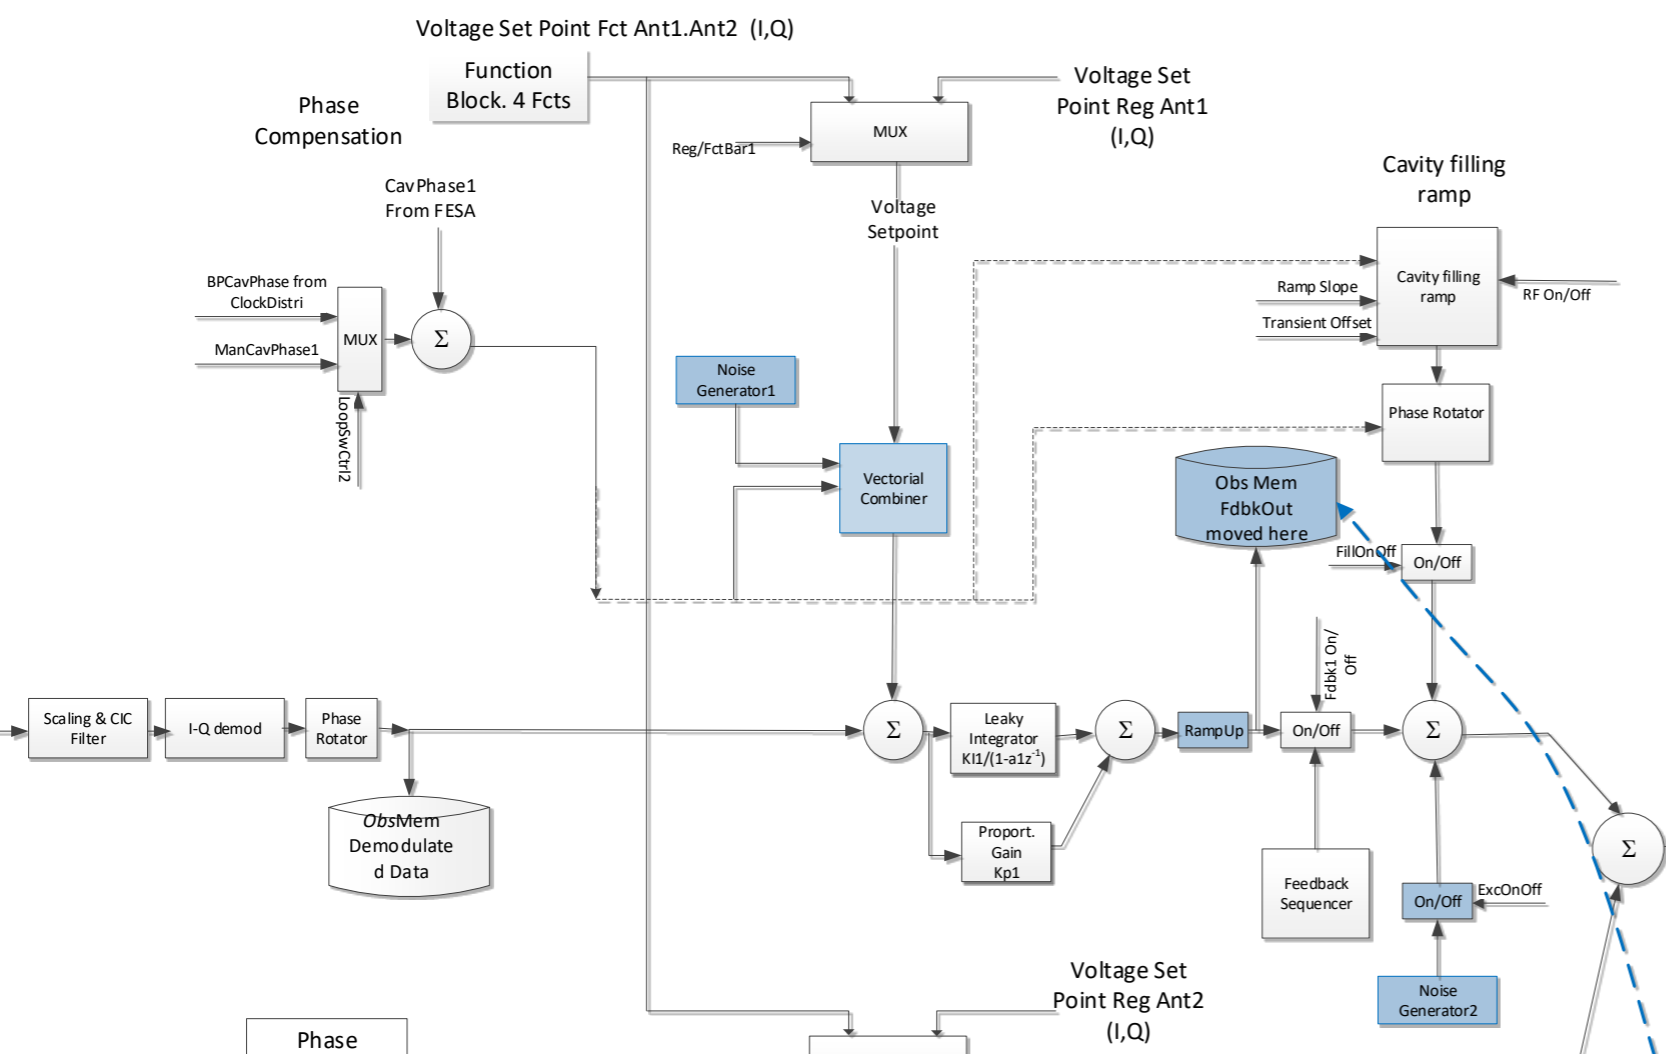 Voltage Set Point Fct Ant1.Ant2 (I,Q)
Function
Block. 4 Fcts
Voltage Set
Point Reg Ant1
(I,Q)
Phase
Compensation
MUX
Reg/FctBar1
Cavity filling
ramp
CavPhase1
From FESA
Voltage
Setpoint
BPCavPhase from
ClockDistri
MUX
Σ
ManCavPhase1
LoopSwCtrl2
Cavity filling
ramp
Ramp Slope
RF On/Off
Transient Offset
Noise
Generator1
Phase Rotator
Vectorial
Combiner
Obs Mem
FdbkOut
moved here
FillOnOff
On/Off
Fdbk1 On/
Off
Scaling & CIC
Filter
I-Q demod
Phase
Rotator
Σ
Leaky
Integrator
KI1/(1-a1z-1)
Σ
RampUp
On/Off
Σ
ObsMem
Demodulate
d Data
Proport.
Gain
Kp1
Σ
Feedback
Sequencer
On/Off
ExcOnOff
Noise
Generator2
Voltage Set
Point Reg Ant2
(I,Q)
Phase